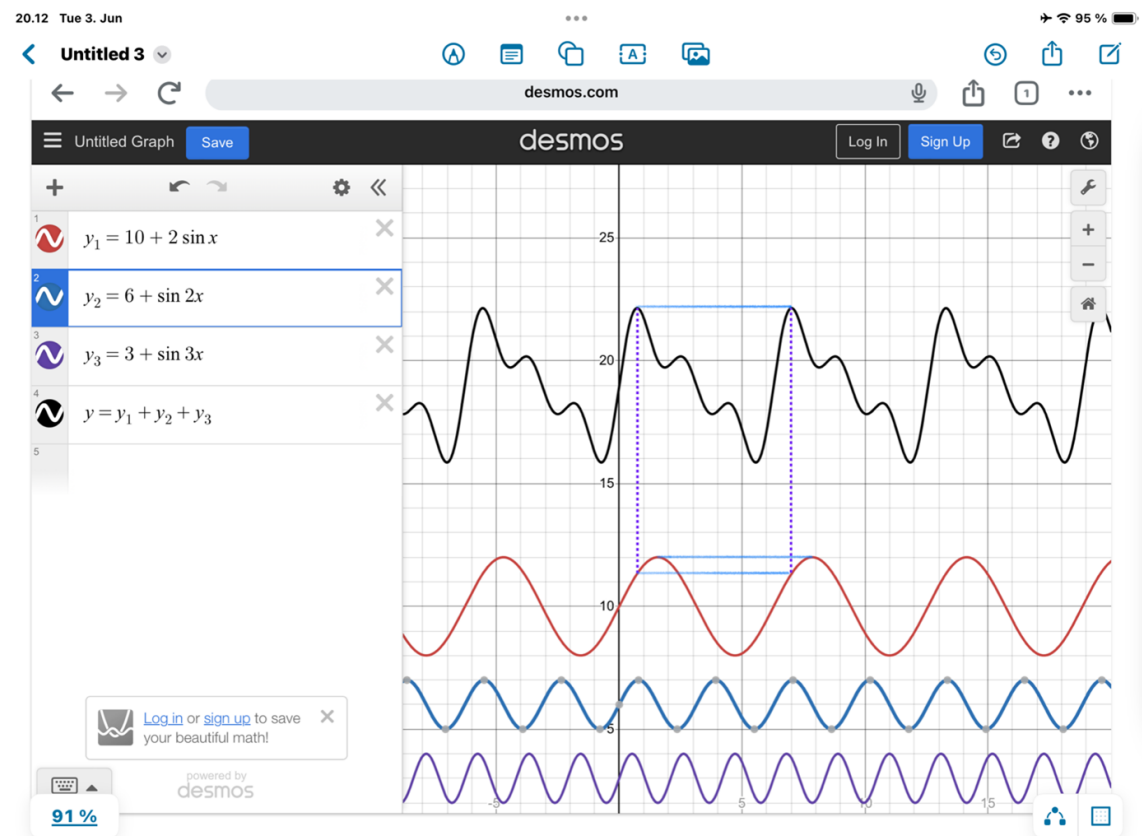 20.12 Tue 3. Jun
95 %
Untitled 3
A
desmos.com
1
Untitled Graph
Save
desmos
Log In
Sign Up
?
1
y₁ = 10 + 2 sin x
2
y₂ = 6 + sin 2x
3
y₃ = 3 + sin 3x
4
y = y₁ + y₂ + y₃
5
25
20
15
10
5
-5
5
10
15
Log in or sign up to save
your beautiful math!
powered by
desmos
91 %